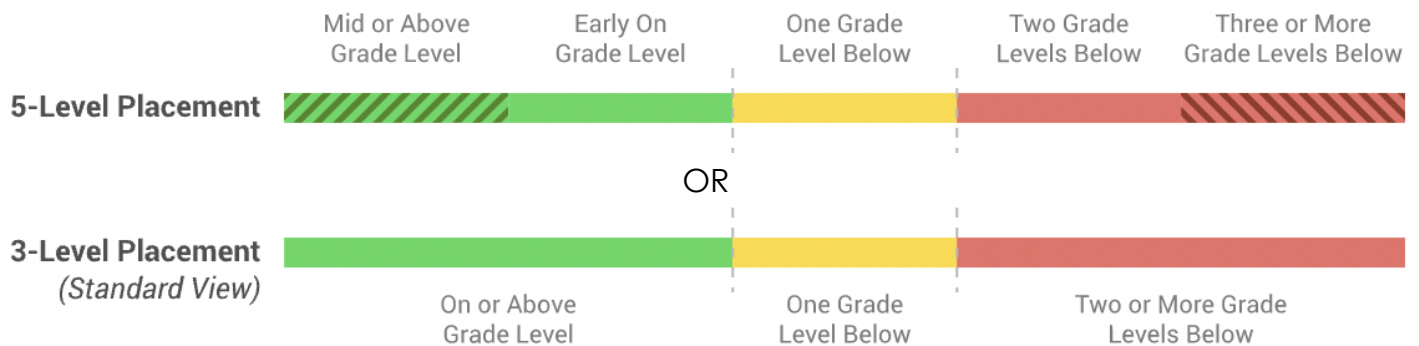 Mid or Above
Grade Level
Early On
Grade Level
One Grade
Level Below
Two Grade
Levels Below
Three or More
Grade Levels Below
5-Level Placement
OR
3-Level Placement
(Standard View)
On or Above
Grade Level
One Grade
Level Below
Two or More Grade
Levels Below